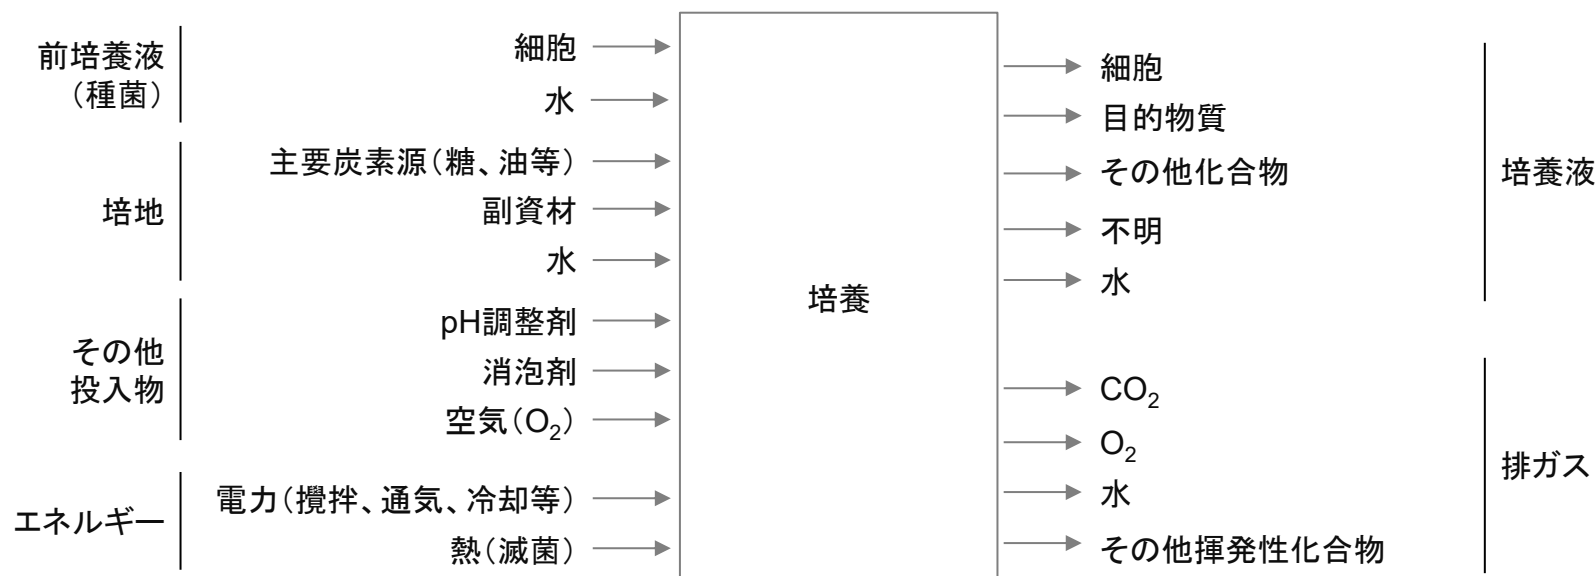 前培養液
(種菌)
細胞
水
培地
主要炭素源(糖、油等)
副資材
水
その他
投入物
pH調整剤
消泡剤
空気(O₂)
エネルギー
電力(攪拌、通気、冷却等)
熱(滅菌)
培養
細胞
目的物質
その他化合物
不明
水
培養液
CO₂
O₂
水
その他揮発性化合物
排ガス